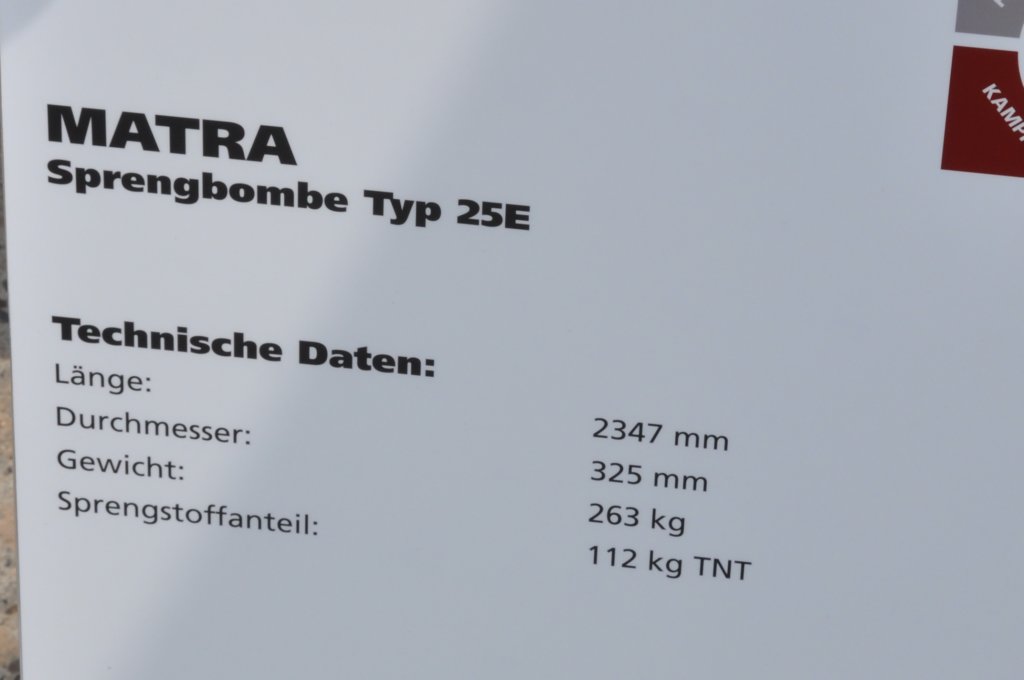 MATRA
Sprengbombe Typ 25E
Technische Daten:
Länge: 2347 mm
Durchmesser: 325 mm
Gewicht: 263 kg
Sprengstoffanteil: 112 kg TNT